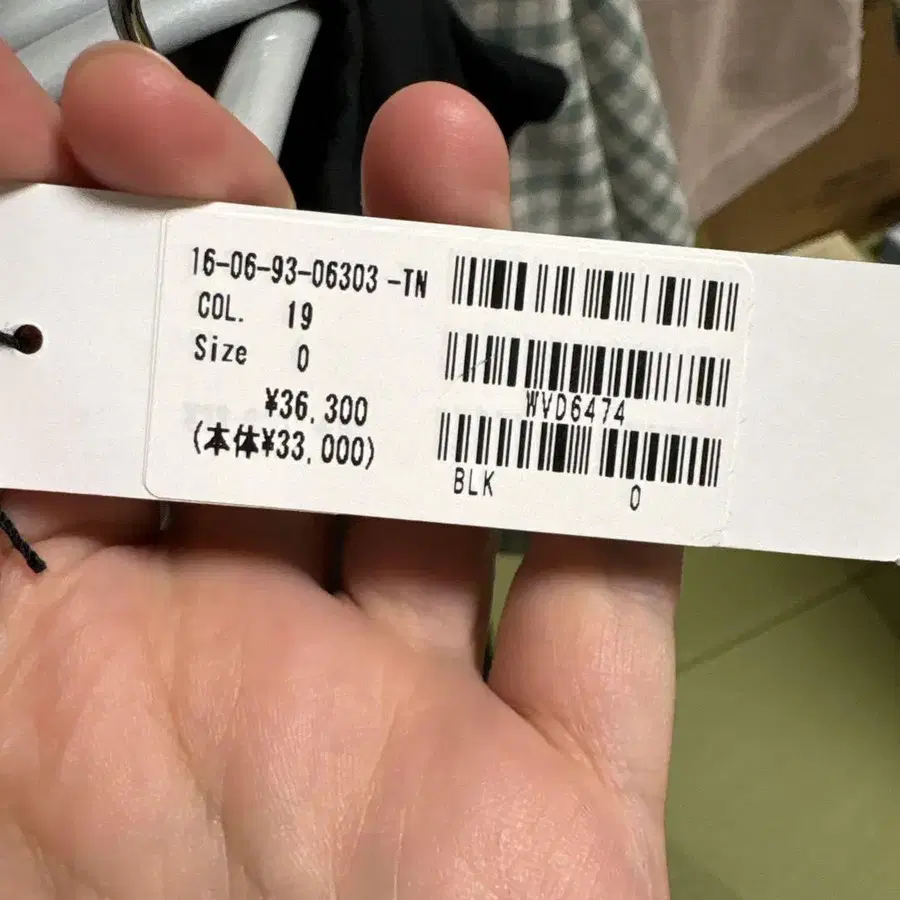 16-06-93-06303 -TN
COL. 19
Size 0
¥36,300
(本体¥33,000)
WVD6474
BLK 0